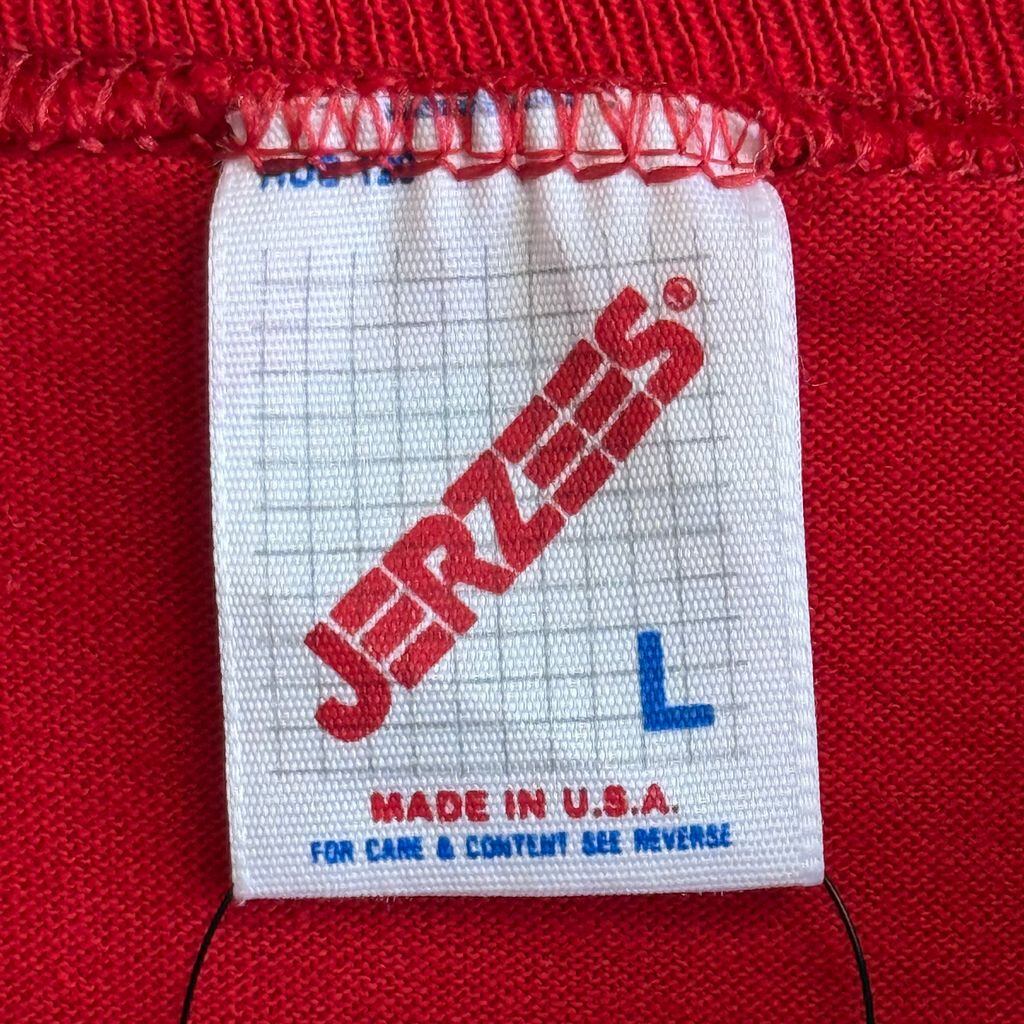 JERZEES®
L
MADE IN U.S.A.
FOR CARE & CONTENT SEE REVERSE